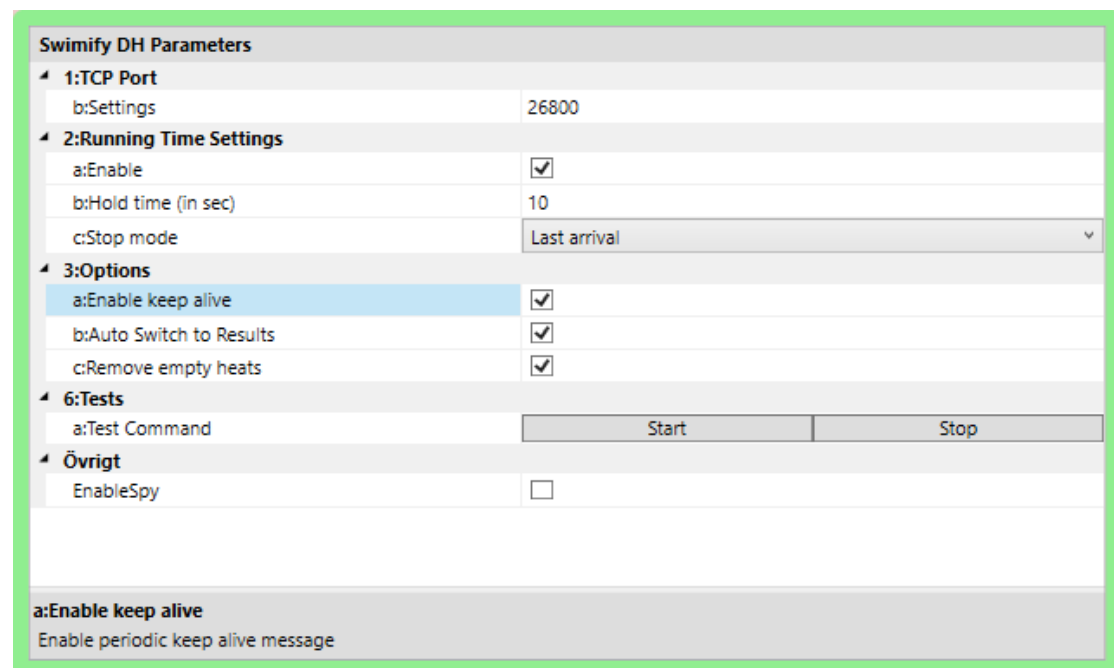 Swimify DH Parameters
1:TCP Port
b:Settings 26800
2:Running Time Settings
a:Enable
b:Hold time (in sec) 10
c:Stop mode Last arrival
3:Options
a:Enable keep alive
b:Auto Switch to Results
c:Remove empty heats
6:Tests
a:Test Command Start Stop
Övrigt
EnableSpy
a:Enable keep alive
Enable periodic keep alive message